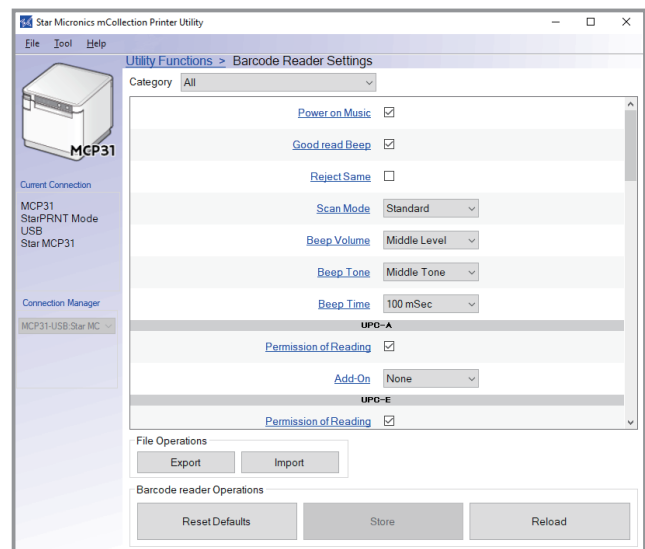 Star Micronics mCollection Printer Utility
File Tool Help
Utility Functions > Barcode Reader Settings
Category All
MCP31
Current Connection
MCP31
StarPRNT Mode
USB
Star MCP31
Connection Manager
MCP31-USB:Star MC
Power on Music
Good read Beep
Reject Same
Scan Mode Standard
Beep Volume Middle Level
Beep Tone Middle Tone
Beep Time 100 mSec
UPC-A
Permission of Reading
Add-On None
UPC-E
Permission of Reading
File Operations
Export Import
Barcode reader Operations
Reset Defaults Store Reload